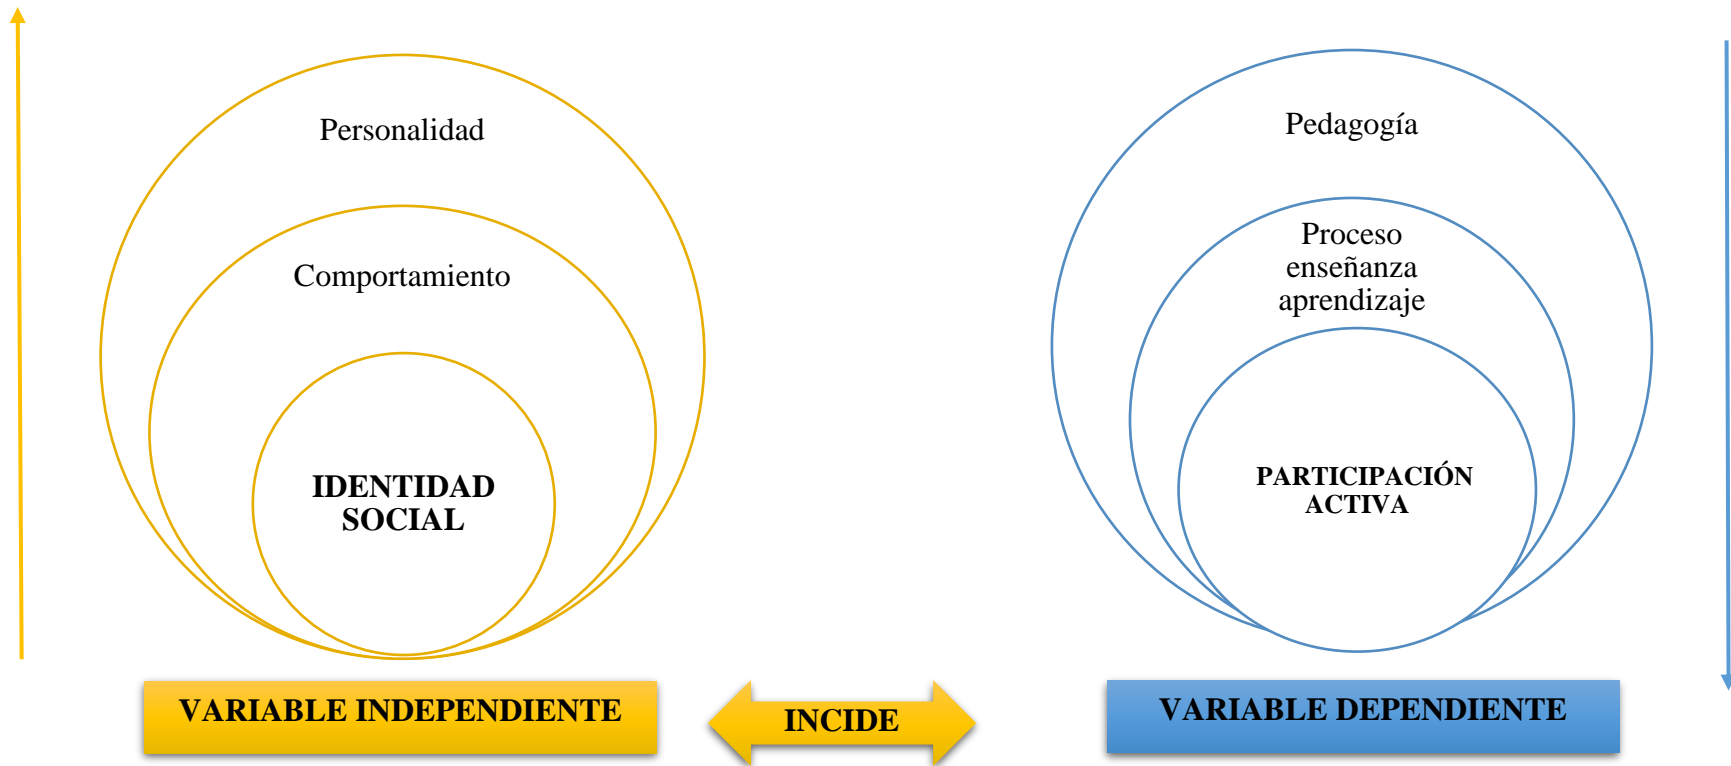 Personalidad
Comportamiento
IDENTIDAD
SOCIAL
VARIABLE INDEPENDIENTE
INCIDE
Pedagogía
Proceso
enseñanza
aprendizaje
PARTICIPACIÓN
ACTIVA
VARIABLE DEPENDIENTE